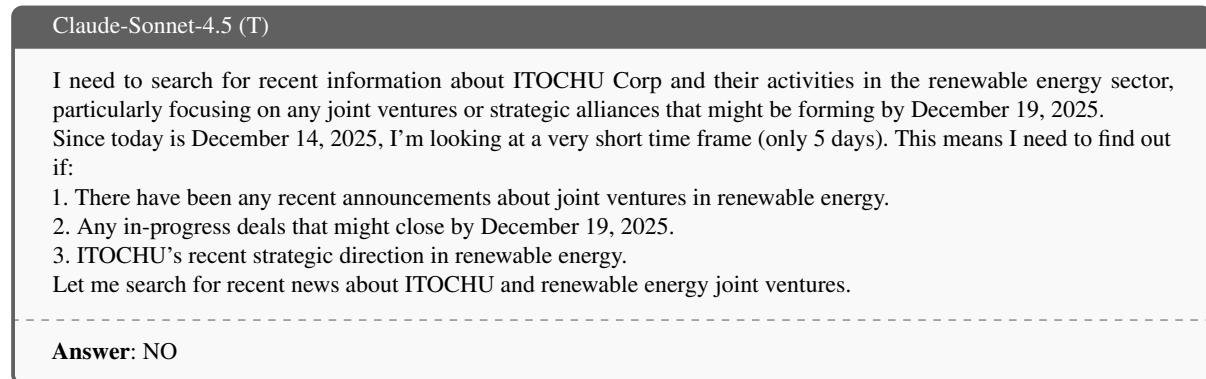 Claude-Sonnet-4.5 (T)
I need to search for recent information about ITOCHU Corp and their activities in the renewable energy sector,
particularly focusing on any joint ventures or strategic alliances that might be forming by December 19, 2025.
Since today is December 14, 2025, I'm looking at a very short time frame (only 5 days). This means I need to find out
if:
1. There have been any recent announcements about joint ventures in renewable energy.
2. Any in-progress deals that might close by December 19, 2025.
3. ITOCHU's recent strategic direction in renewable energy.
Let me search for recent news about ITOCHU and renewable energy joint ventures.
Answer: NO